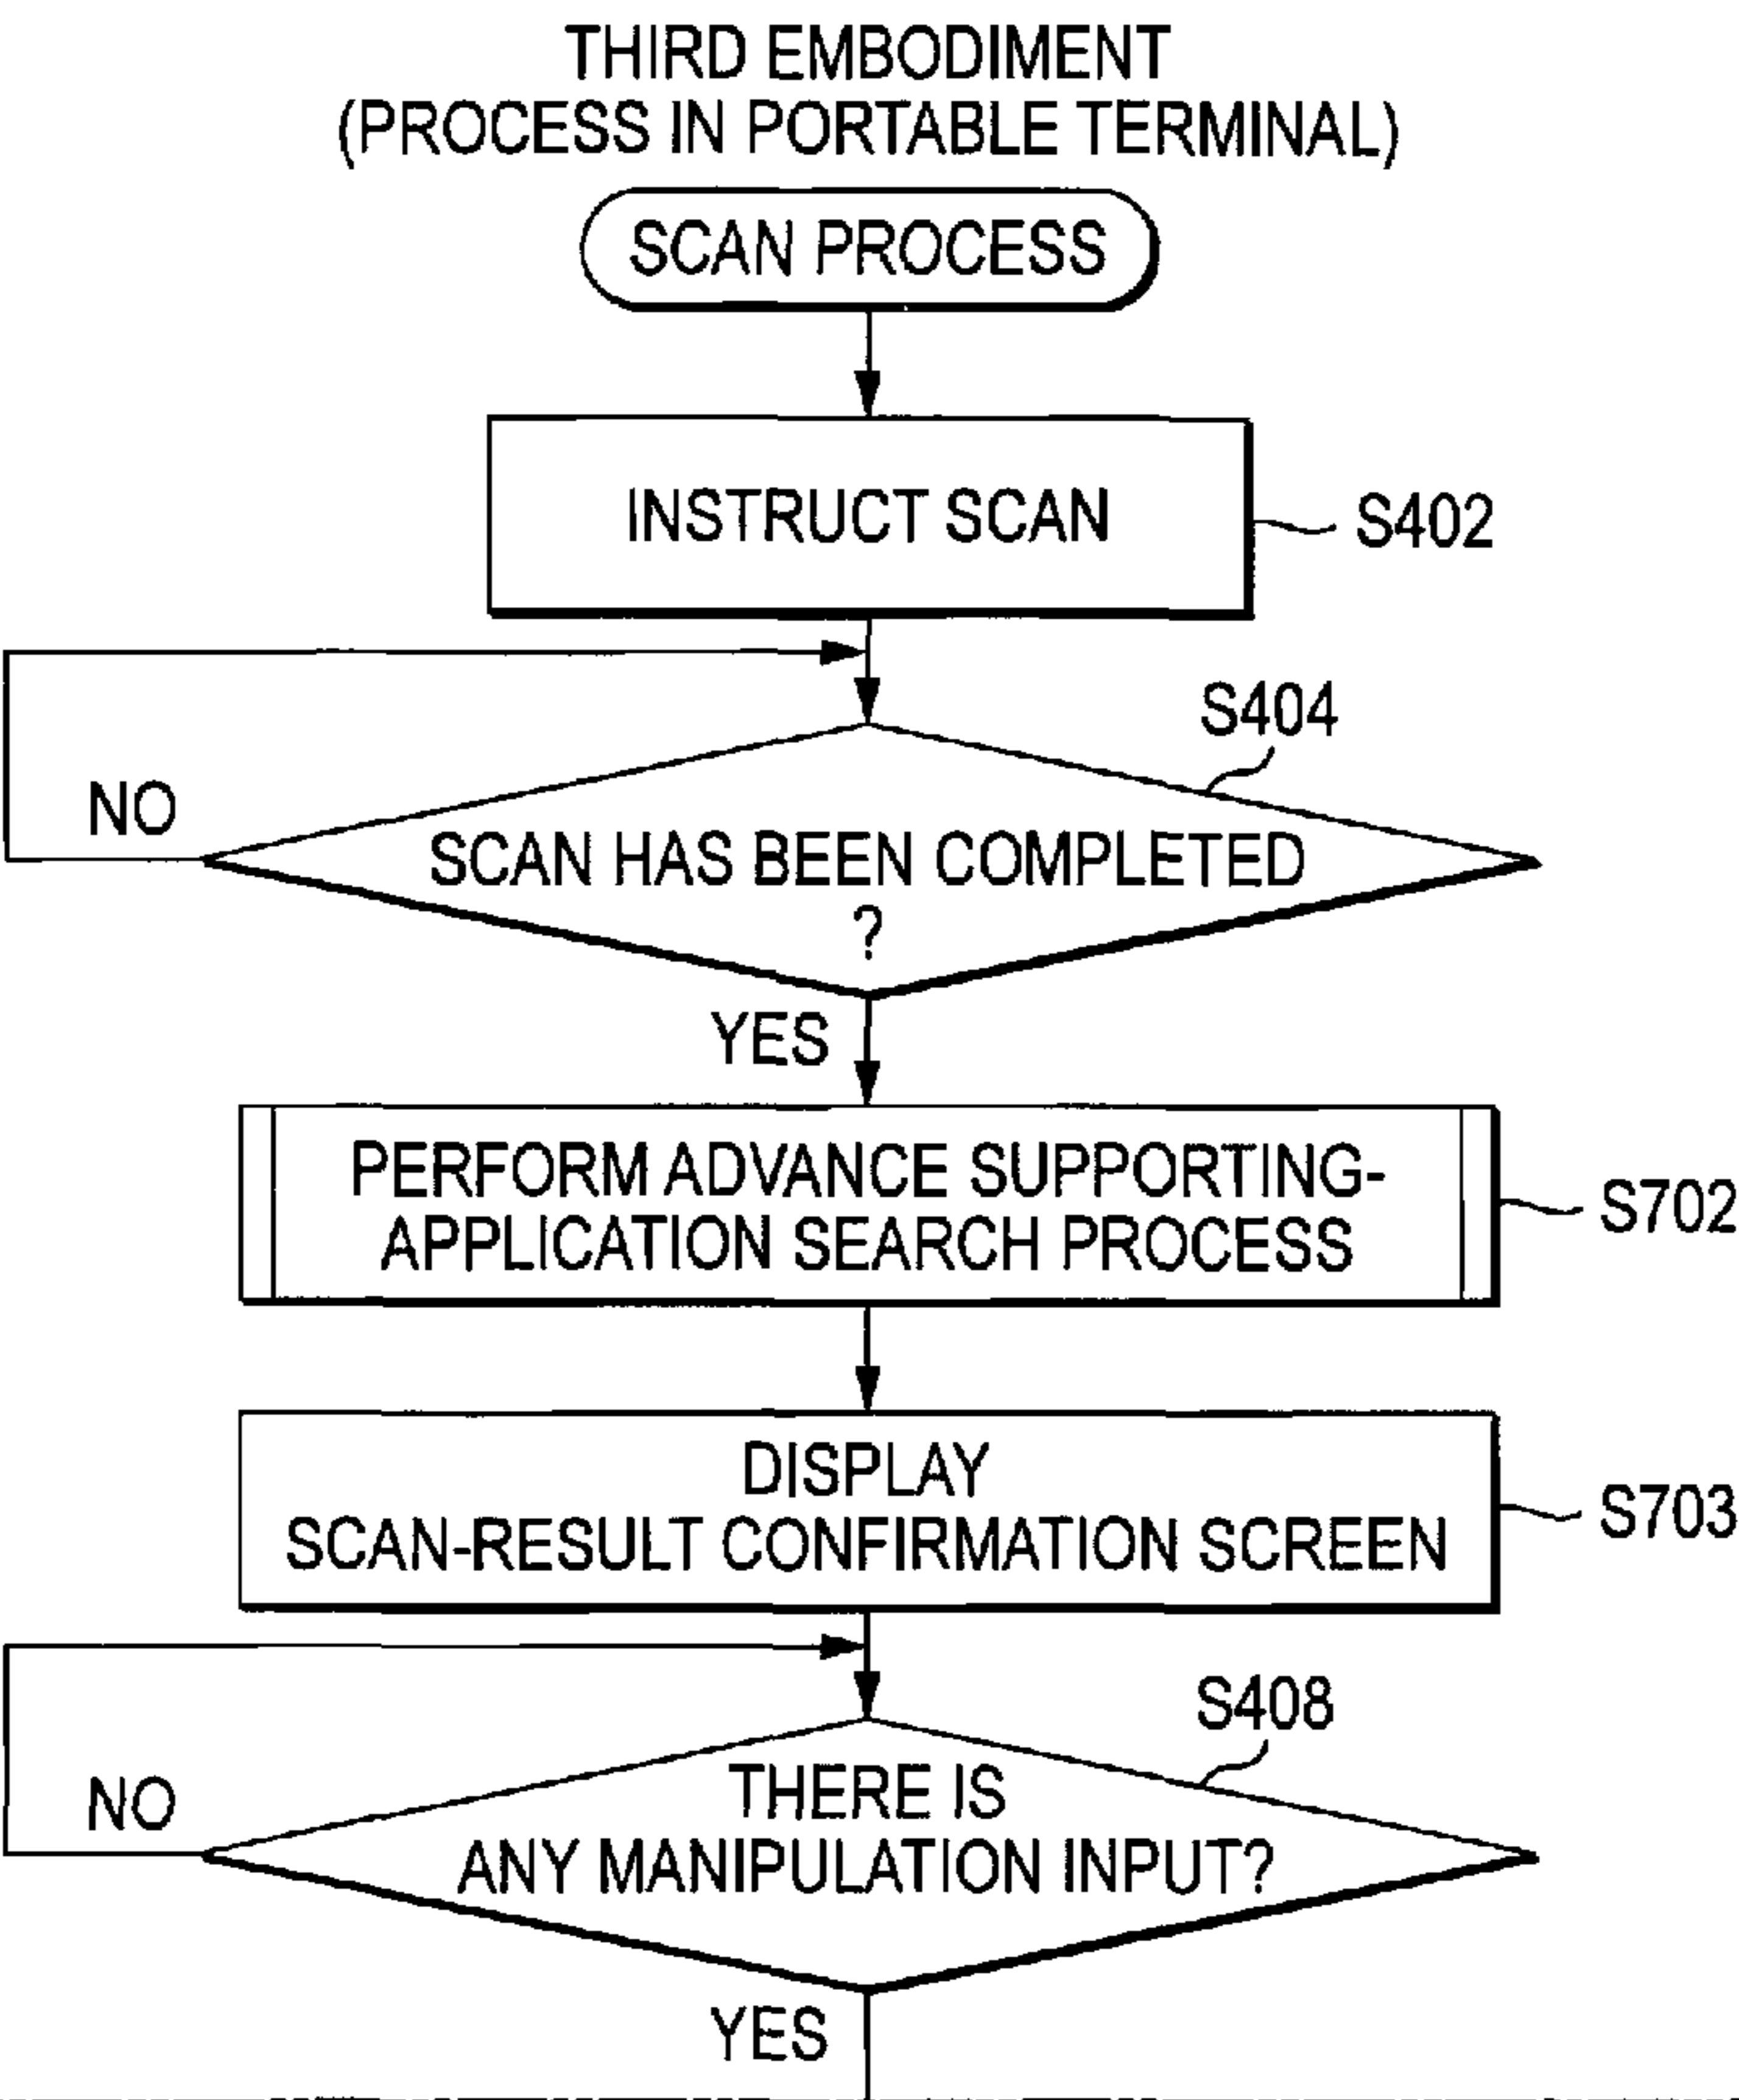 THIRD EMBODIMENT
(PROCESS IN PORTABLE TERMINAL)
SCAN PROCESS
INSTRUCT SCAN
S402
S404
NO
SCAN HAS BEEN COMPLETED
?
YES
PERFORM ADVANCE SUPPORTING-
APPLICATION SEARCH PROCESS
S702
DISPLAY
SCAN-RESULT CONFIRMATION SCREEN
S703
S408
NO
THERE IS
ANY MANIPULATION INPUT?
YES